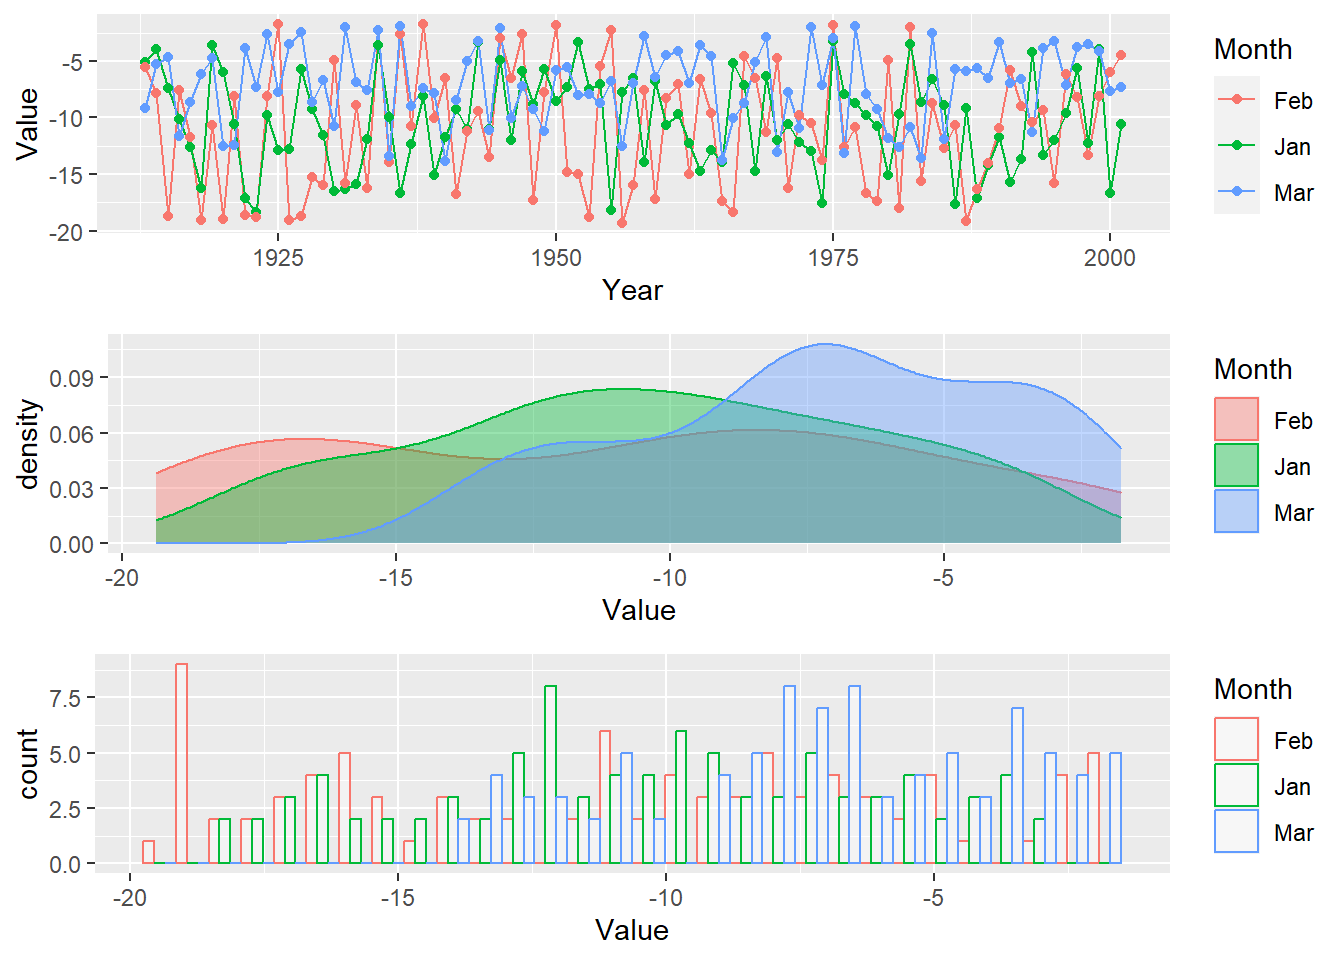 Value
-5
-10
-15
-20
1925 1950 1975 2000
Year
Month
Feb
Jan
Mar
density
0.09
0.06
0.03
0.00
-20 -15 -10 -5
Value
Month
Feb
Jan
Mar
count
7.5
5.0
2.5
0.0
-20 -15 -10 -5
Value
Month
Feb
Jan
Mar